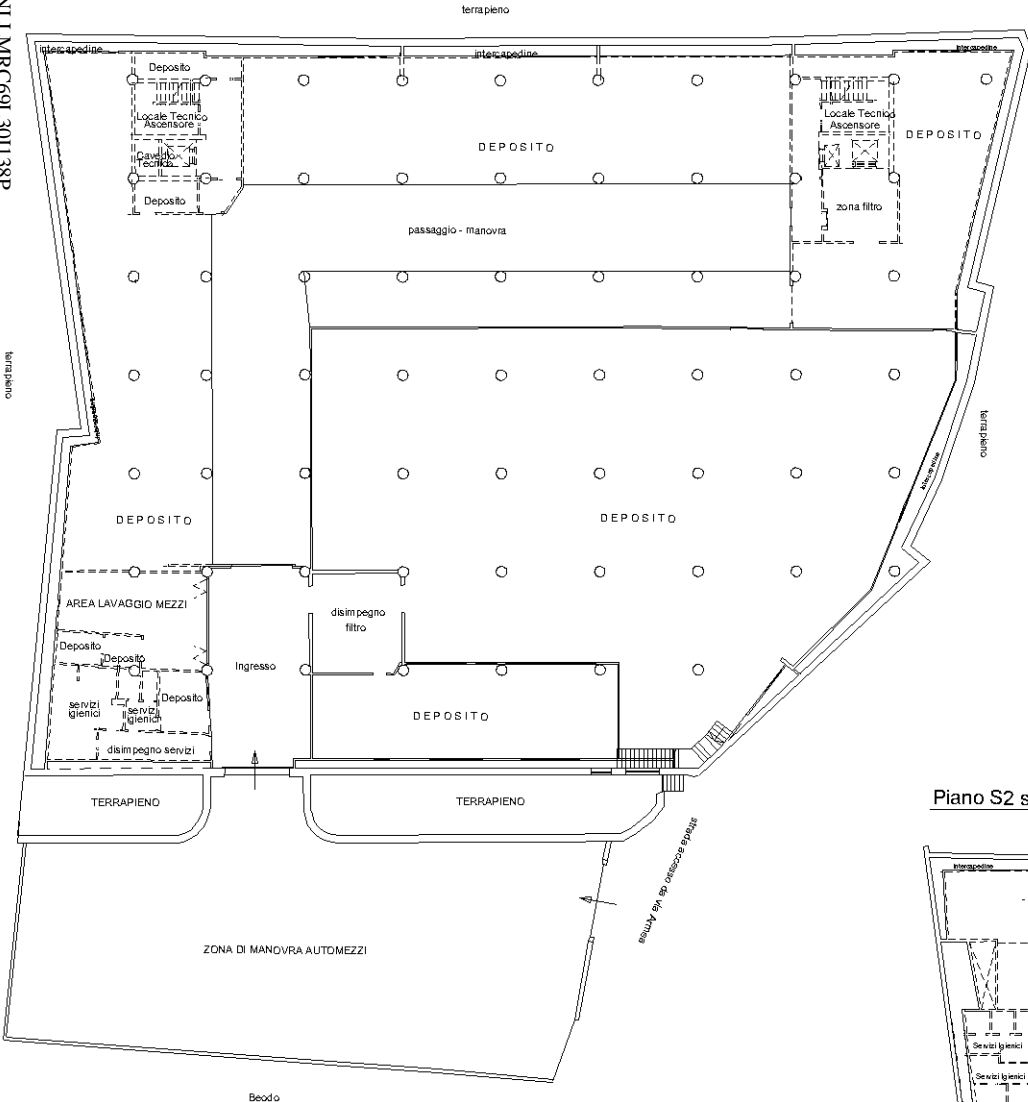 terrapieno
intercapedine
intercapedine
intercapedine
Deposito
Locale Tecnico
Ascensore
Cavedio
Tecnico
Deposito
DEPOSITO
Locale Tecnico
Ascensore
DEPOSITO
zona filtro
passaggio - manovra
terrapieno
terrapieno
intercapedine
DEPOSITO
DEPOSITO
AREA LAVAGGIO MEZZI
disimpegno
filtro
Deposito
Deposito
Ingresso
Deposito
servizi
igienici
servizi
igienici
DEPOSITO
disimpegno servizi
TERRAPIENO
TERRAPIENO
strada accesso da via Armea
ZONA DI MANOVRA AUTOMEZZI
Beodo
Piano S2 s
intercapedine
Servizi Igienici
Servizi Igienici